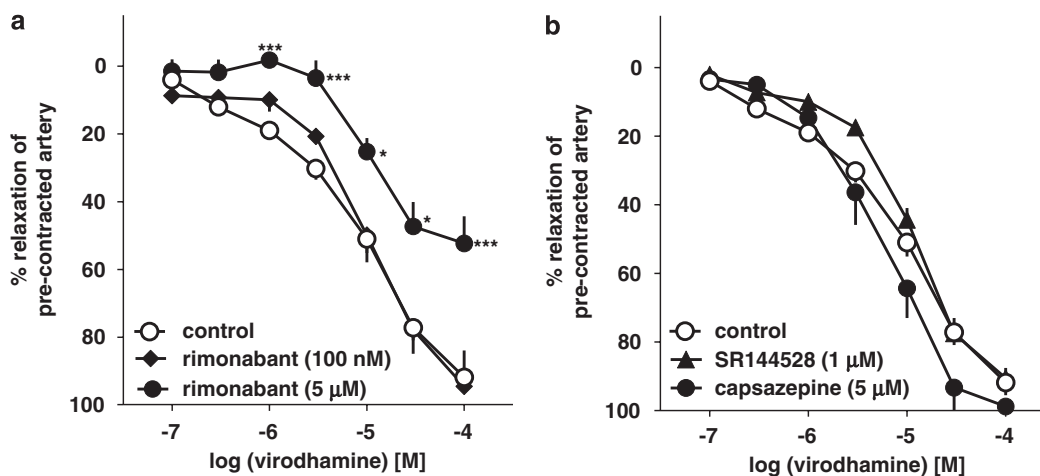 a
% relaxation of
pre-contracted artery
0
20
40
60
80
100
***
***
*
*
***
control
rimonabant (100 nM)
rimonabant (5 μM)
-7
-6
-5
-4
log (virodhamine) [M]
b
% relaxation of
pre-contracted artery
0
20
40
60
80
100
control
SR144528 (1 μM)
capsazepine (5 μM)
-7
-6
-5
-4
log (virodhamine) [M]